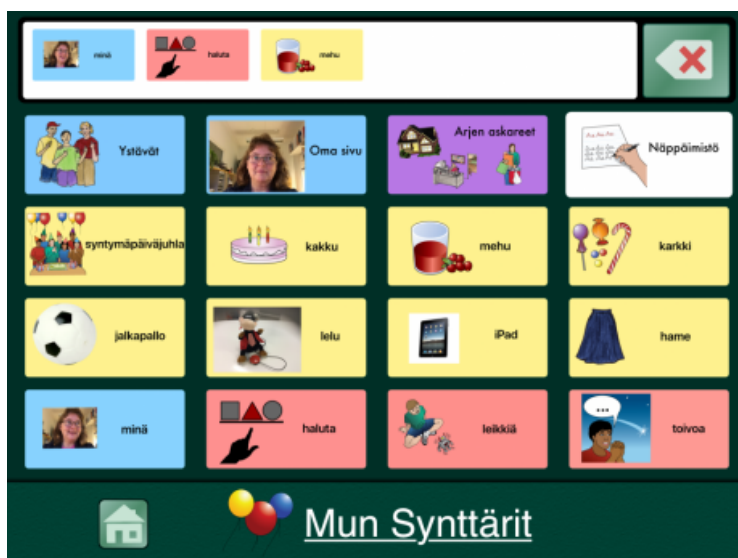 minä haluta mehu
Ystävät Oma sivu Arjen askareet Näppäimistö
syntymäpäiväjuhla kakku mehu karkki
jalkapallo lelu iPad hame
minä haluta leikkiä toivoa
Mun Synttärit